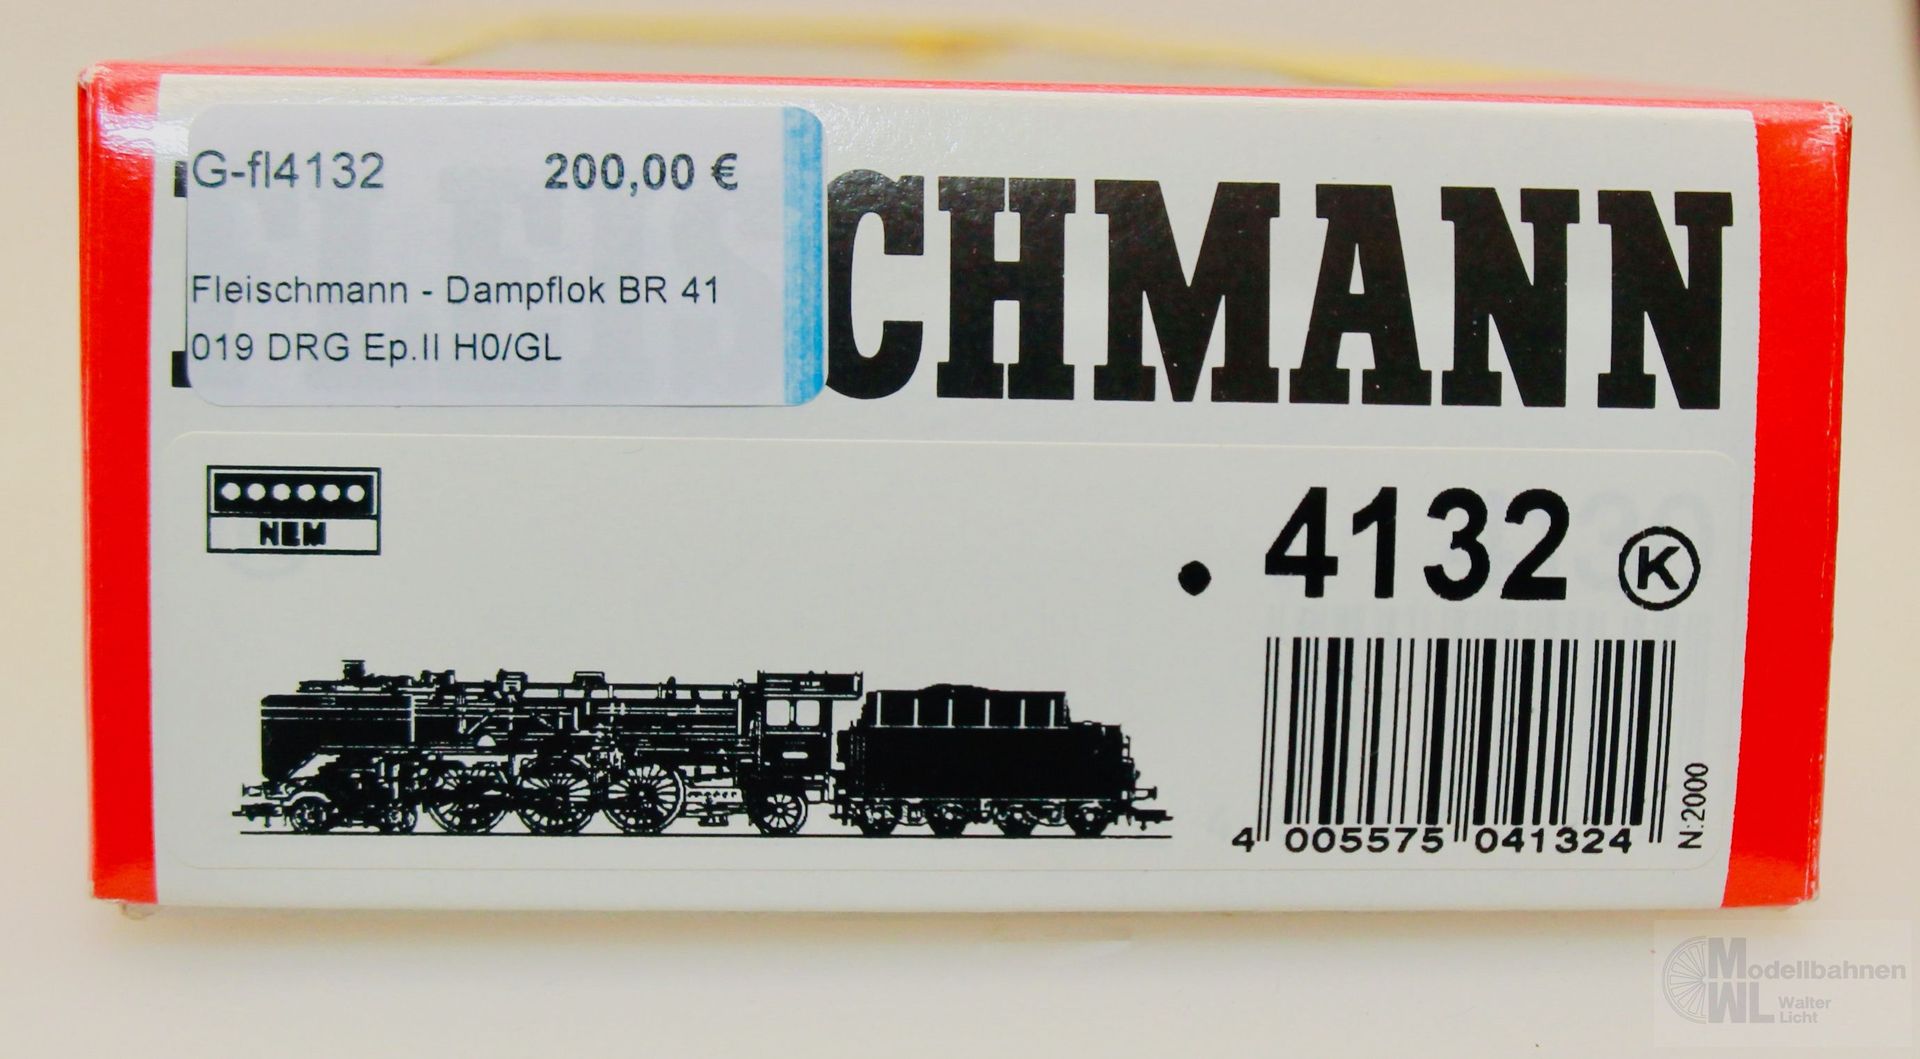 G-fl4132 200,00 €
Fleischmann - Dampflok BR 41
019 DRG Ep.II H0/GL
CHMANN
NEM
. 4132 K
4 005575 041324
N:2000
Modellbahnen
WL Walter
Licht